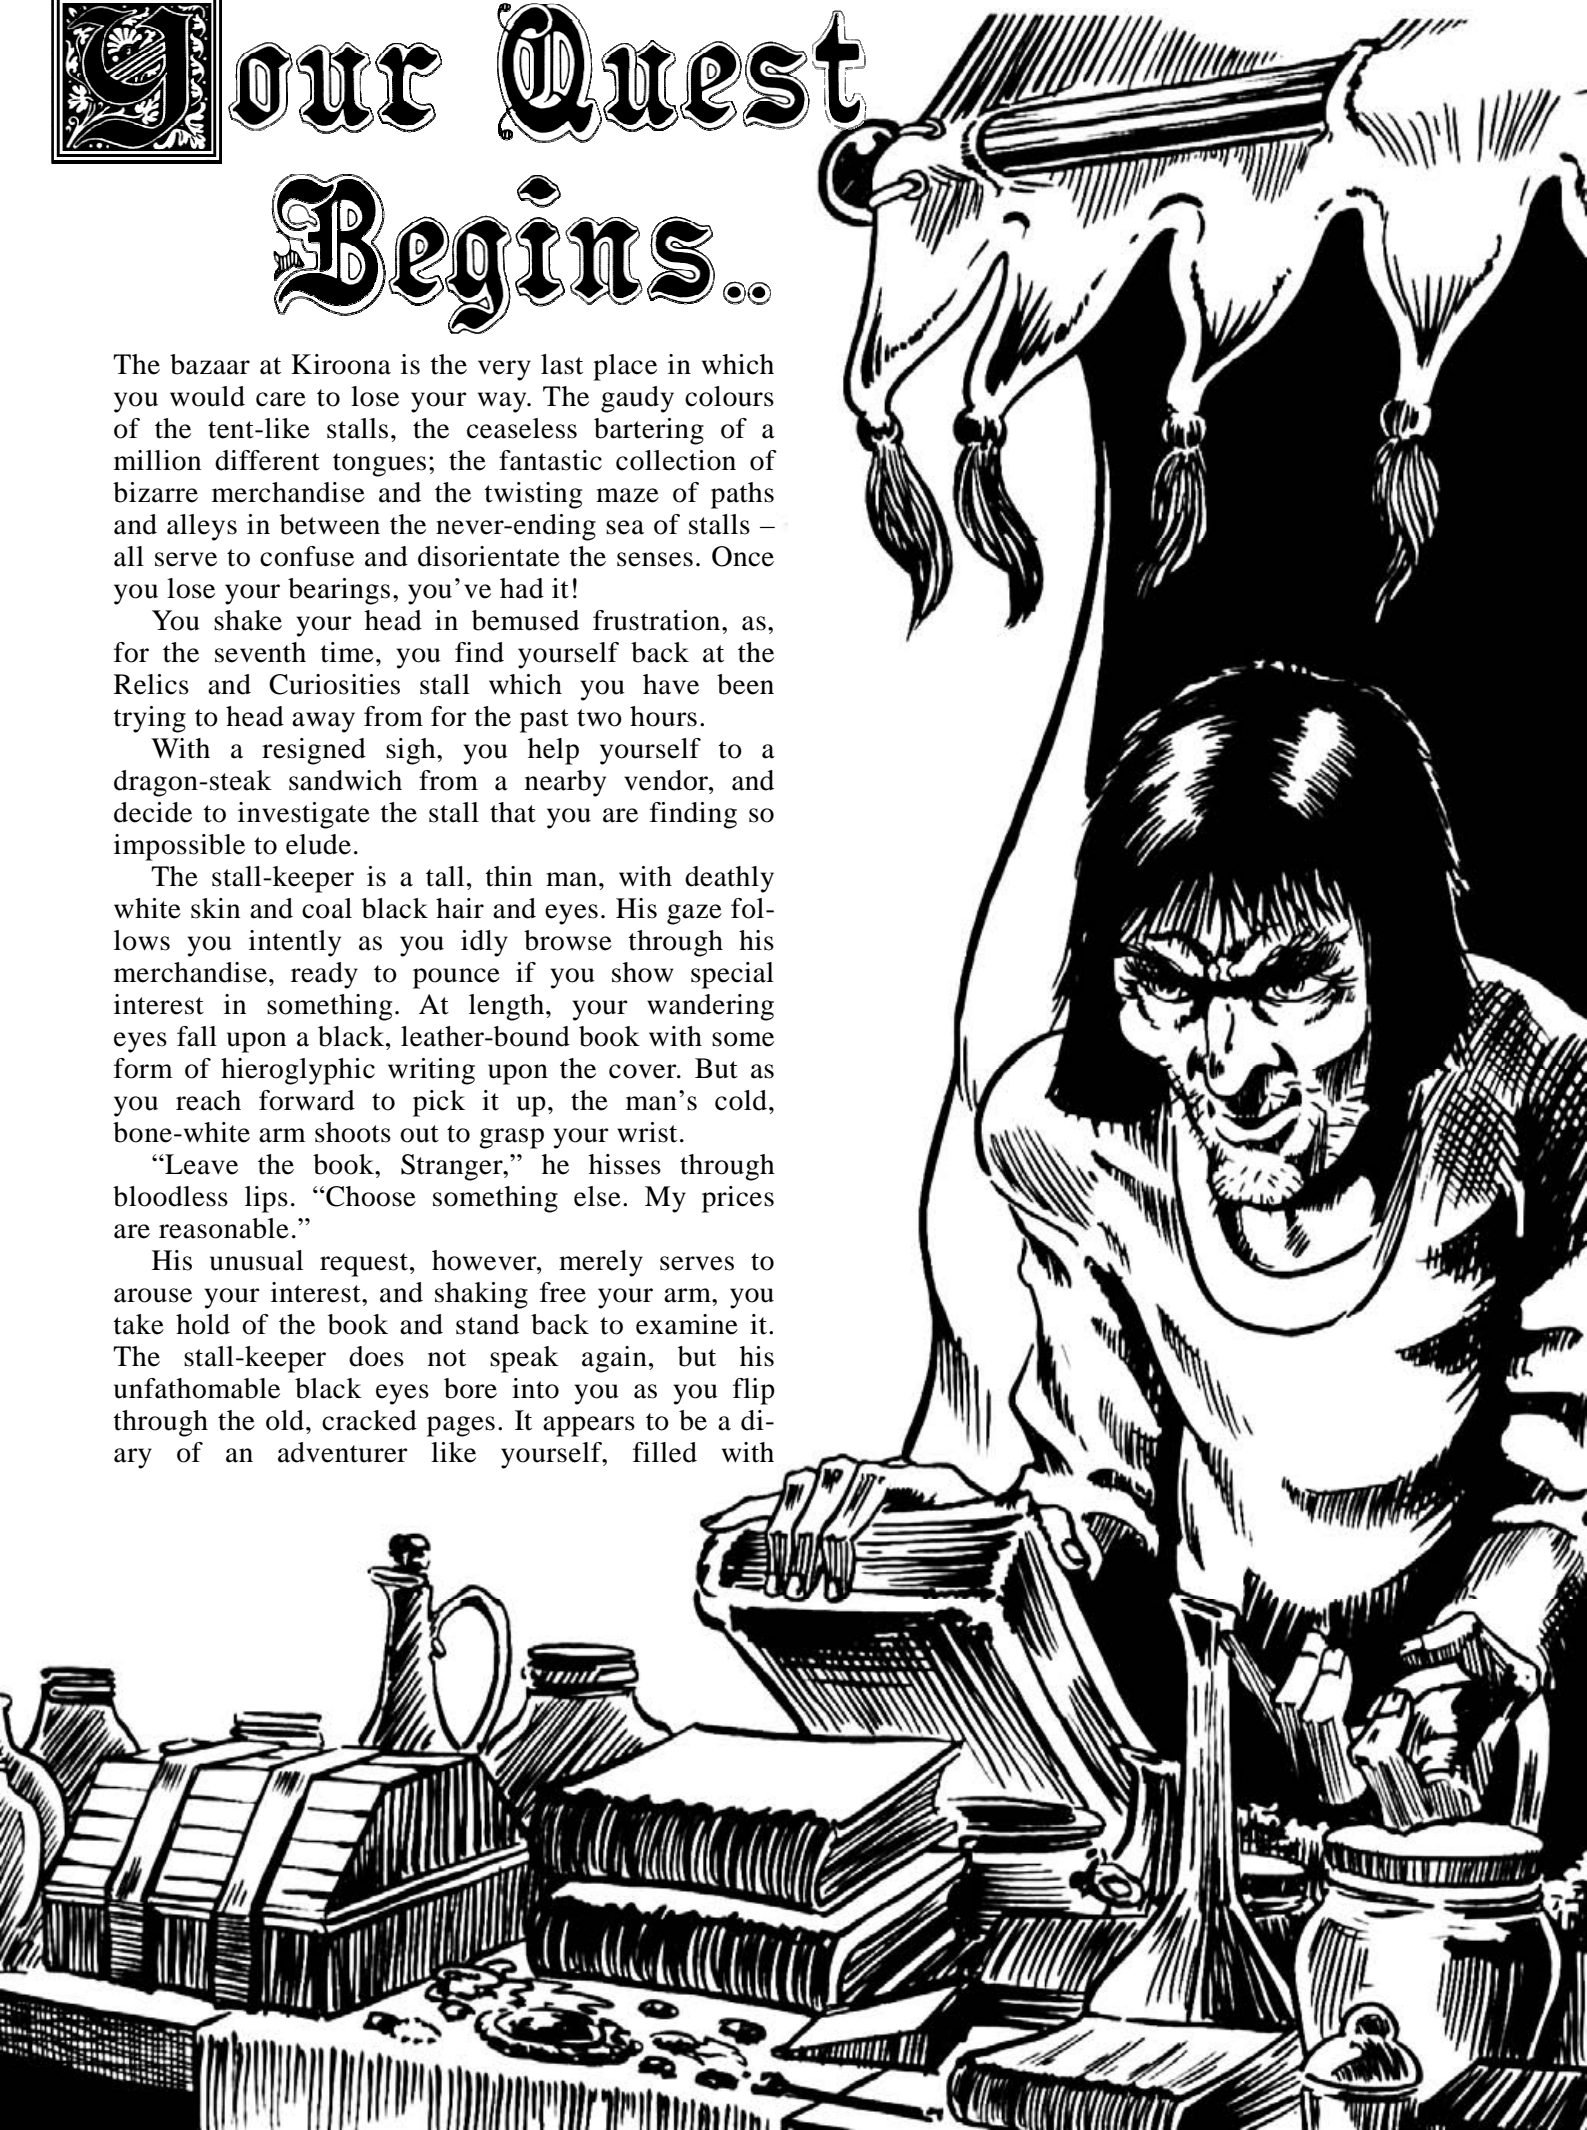 Your Quest
Begins..
The bazaar at Kiroona is the very last place in which
you would care to lose your way. The gaudy colours
of the tent-like stalls, the ceaseless bartering of a
million different tongues; the fantastic collection of
bizarre merchandise and the twisting maze of paths
and alleys in between the never-ending sea of stalls –
all serve to confuse and disorientate the senses. Once
you lose your bearings, you’ve had it!
You shake your head in bemused frustration, as,
for the seventh time, you find yourself back at the
Relics and Curiosities stall which you have been
trying to head away from for the past two hours.
With a resigned sigh, you help yourself to a
dragon-steak sandwich from a nearby vendor, and
decide to investigate the stall that you are finding so
impossible to elude.
The stall-keeper is a tall, thin man, with deathly
white skin and coal black hair and eyes. His gaze fol-
lows you intently as you idly browse through his
merchandise, ready to pounce if you show special
interest in something. At length, your wandering
eyes fall upon a black, leather-bound book with some
form of hieroglyphic writing upon the cover. But as
you reach forward to pick it up, the man’s cold,
bone-white arm shoots out to grasp your wrist.
“Leave the book, Stranger,” he hisses through
bloodless lips. “Choose something else. My prices
are reasonable.”
His unusual request, however, merely serves to
arouse your interest, and shaking free your arm, you
take hold of the book and stand back to examine it.
The stall-keeper does not speak again, but his
unfathomable black eyes bore into you as you flip
through the old, cracked pages. It appears to be a di-
ary of an adventurer like yourself, filled with